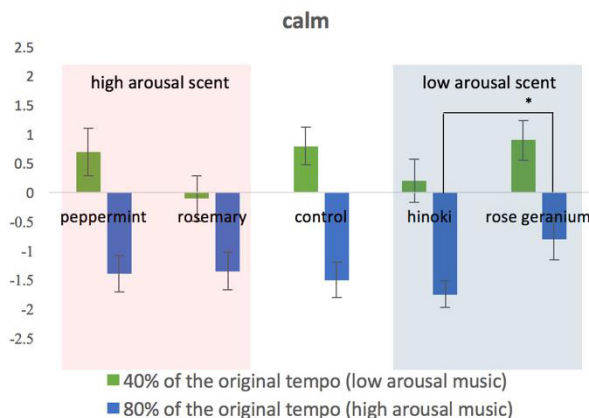 calm
2.5
2
1.5
1
0.5
0
-0.5
-1
-1.5
-2
-2.5
high arousal scent
low arousal scent
*
peppermint
rosemary
control
hinoki
rose geranium
40% of the original tempo (low arousal music)
80% of the original tempo (high arousal music)